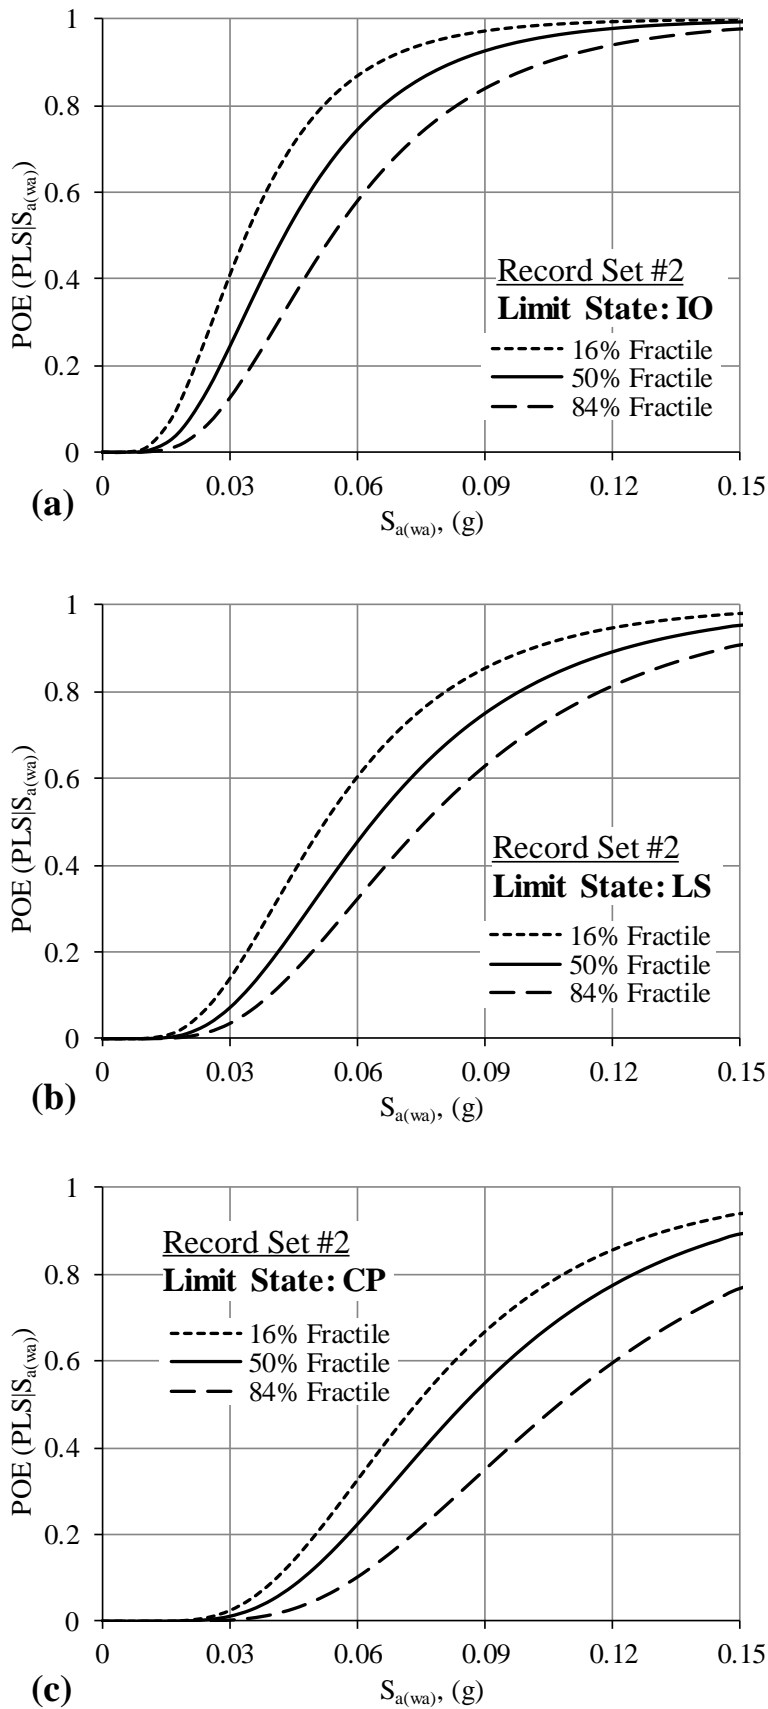 1
0.8
0.6
0.4
0.2
0
POE (PLS|Sa(wa))
Record Set #2
Limit State: IO
16% Fractile
50% Fractile
84% Fractile
0 0.03 0.06 0.09 0.12 0.15
Sa(wa), (g)
(a)
1
0.8
0.6
0.4
0.2
0
POE (PLS|Sa(wa))
Record Set #2
Limit State: LS
16% Fractile
50% Fractile
84% Fractile
0 0.03 0.06 0.09 0.12 0.15
Sa(wa), (g)
(b)
1
0.8
0.6
0.4
0.2
0
POE (PLS|Sa(wa))
Record Set #2
Limit State: CP
16% Fractile
50% Fractile
84% Fractile
0 0.03 0.06 0.09 0.12 0.15
Sa(wa), (g)
(c)